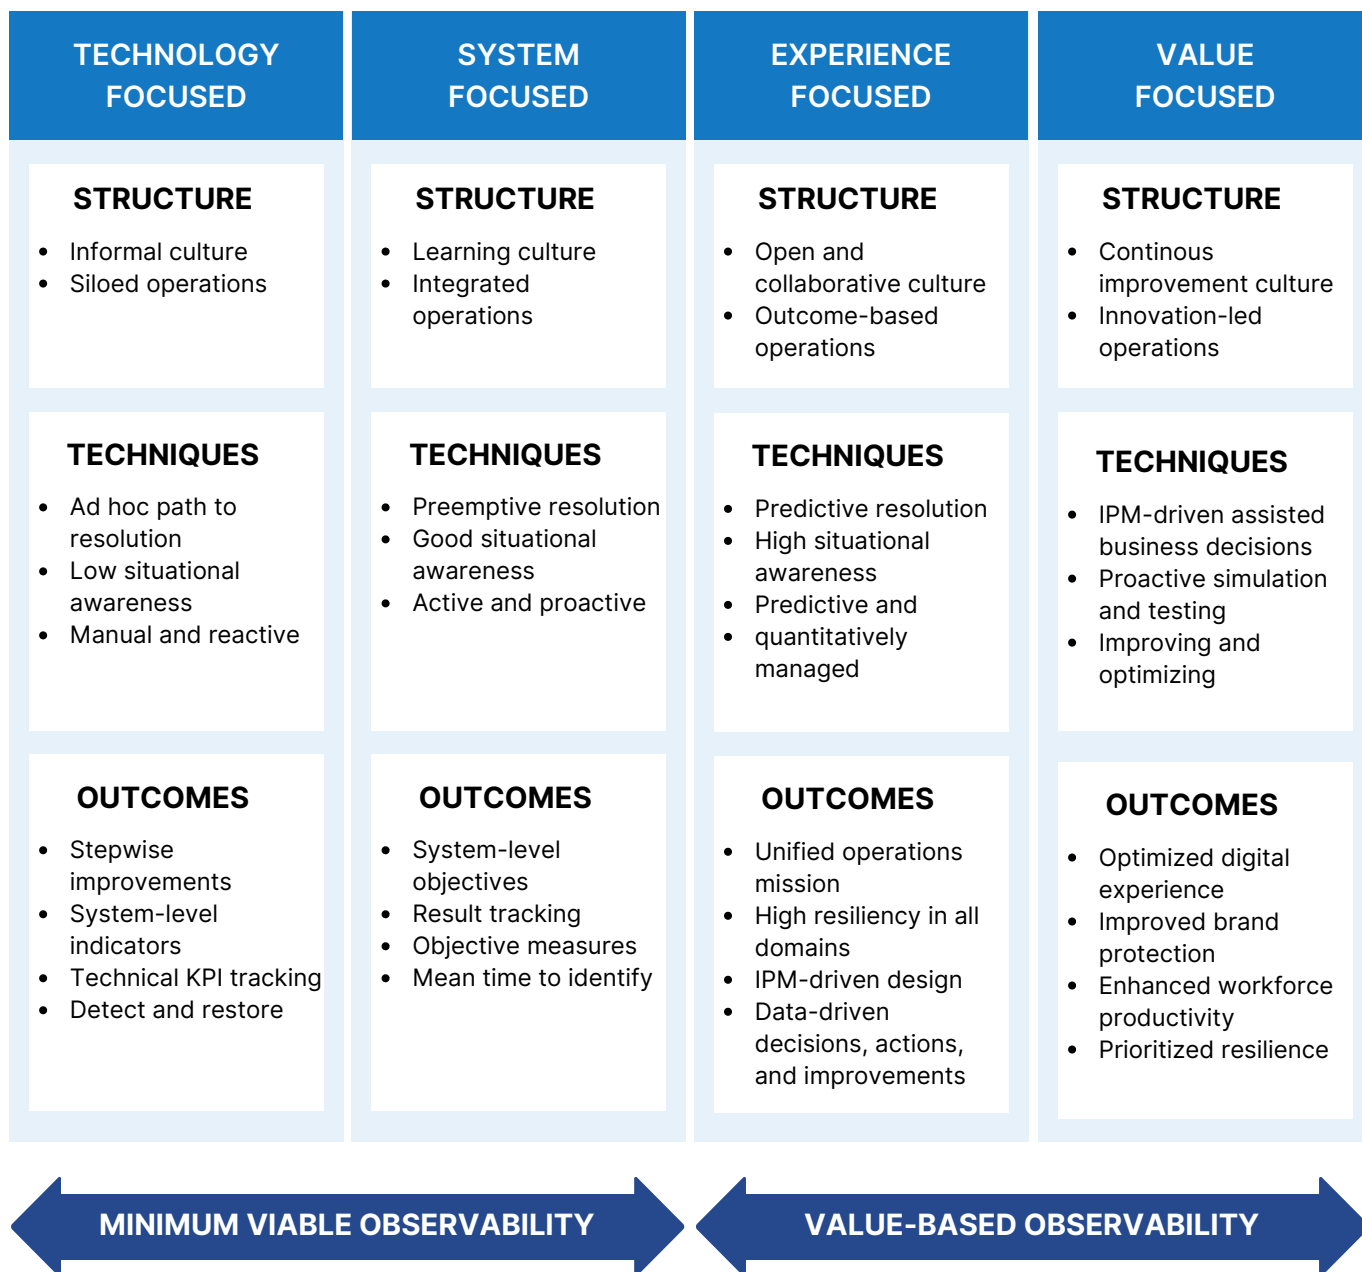 TECHNOLOGY
FOCUSED
STRUCTURE
• Informal culture
• Siloed operations
TECHNIQUES
• Ad hoc path to
resolution
• Low situational
awareness
• Manual and reactive
OUTCOMES
• Stepwise
improvements
• System-level
indicators
• Technical KPI tracking
• Detect and restore
SYSTEM
FOCUSED
STRUCTURE
• Learning culture
• Integrated
operations
TECHNIQUES
• Preemptive resolution
• Good situational
awareness
• Active and proactive
OUTCOMES
• System-level
objectives
• Result tracking
• Objective measures
• Mean time to identify
EXPERIENCE
FOCUSED
STRUCTURE
• Open and
collaborative culture
• Outcome-based
operations
TECHNIQUES
• Predictive resolution
• High situational
awareness
• Predictive and
• quantitatively
managed
OUTCOMES
• Unified operations
mission
• High resiliency in all
domains
• IPM-driven design
• Data-driven
decisions, actions,
and improvements
VALUE
FOCUSED
STRUCTURE
• Continous
improvement culture
• Innovation-led
operations
TECHNIQUES
• IPM-driven assisted
business decisions
• Proactive simulation
and testing
• Improving and
optimizing
OUTCOMES
• Optimized digital
experience
• Improved brand
protection
• Enhanced workforce
productivity
• Prioritized resilience
MINIMUM VIABLE OBSERVABILITY
VALUE-BASED OBSERVABILITY